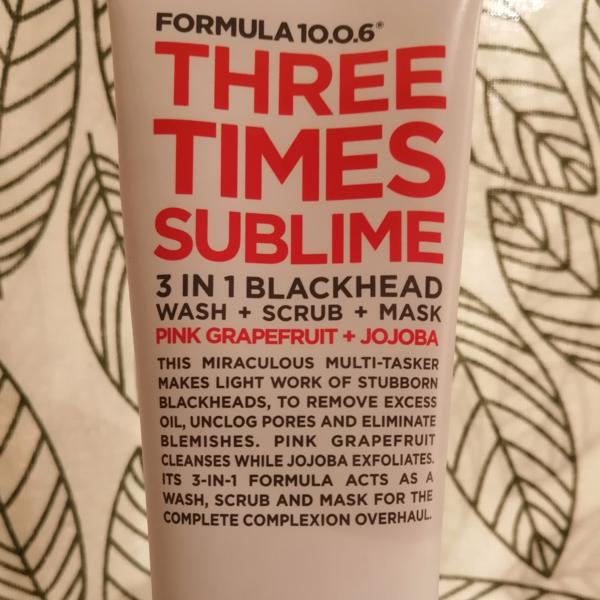 FORMULA 10.0.6®
THREE
TIMES
SUBLIME
3 IN 1 BLACKHEAD
WASH + SCRUB + MASK
PINK GRAPEFRUIT + JOJOBA
THIS MIRACULOUS MULTI-TASKER
MAKES LIGHT WORK OF STUBBORN
BLACKHEADS, TO REMOVE EXCESS
OIL, UNCLOG PORES AND ELIMINATE
BLEMISHES. PINK GRAPEFRUIT
CLEANSES WHILE JOJOBA EXFOLIATES.
ITS 3-IN-1 FORMULA ACTS AS A
WASH, SCRUB AND MASK FOR THE
COMPLETE COMPLEXION OVERHAUL.